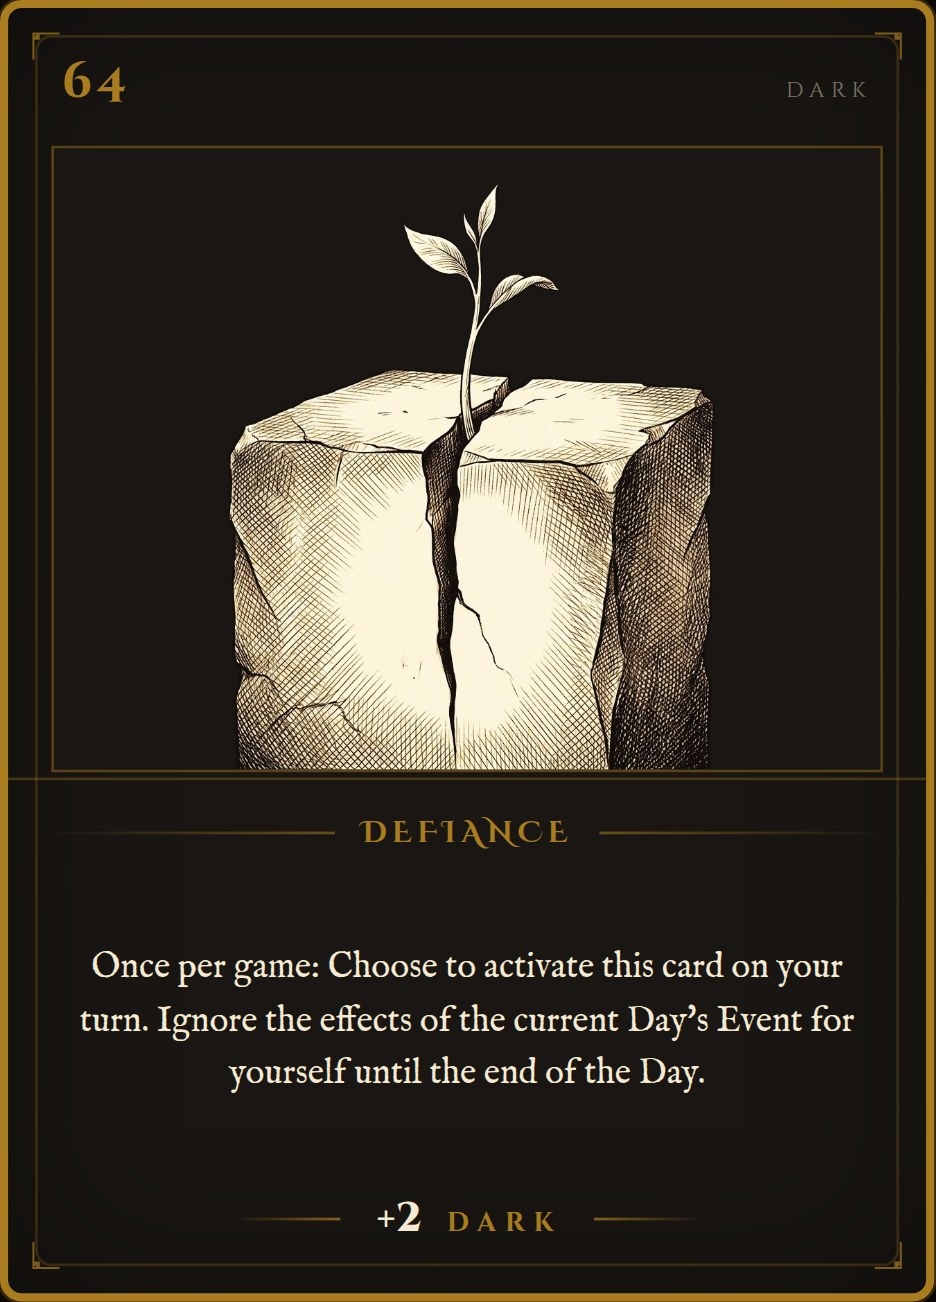 64
DARK
DEFIANCE
Once per game: Choose to activate this card on your
turn. Ignore the effects of the current Day's Event for
yourself until the end of the Day.
+2 DARK